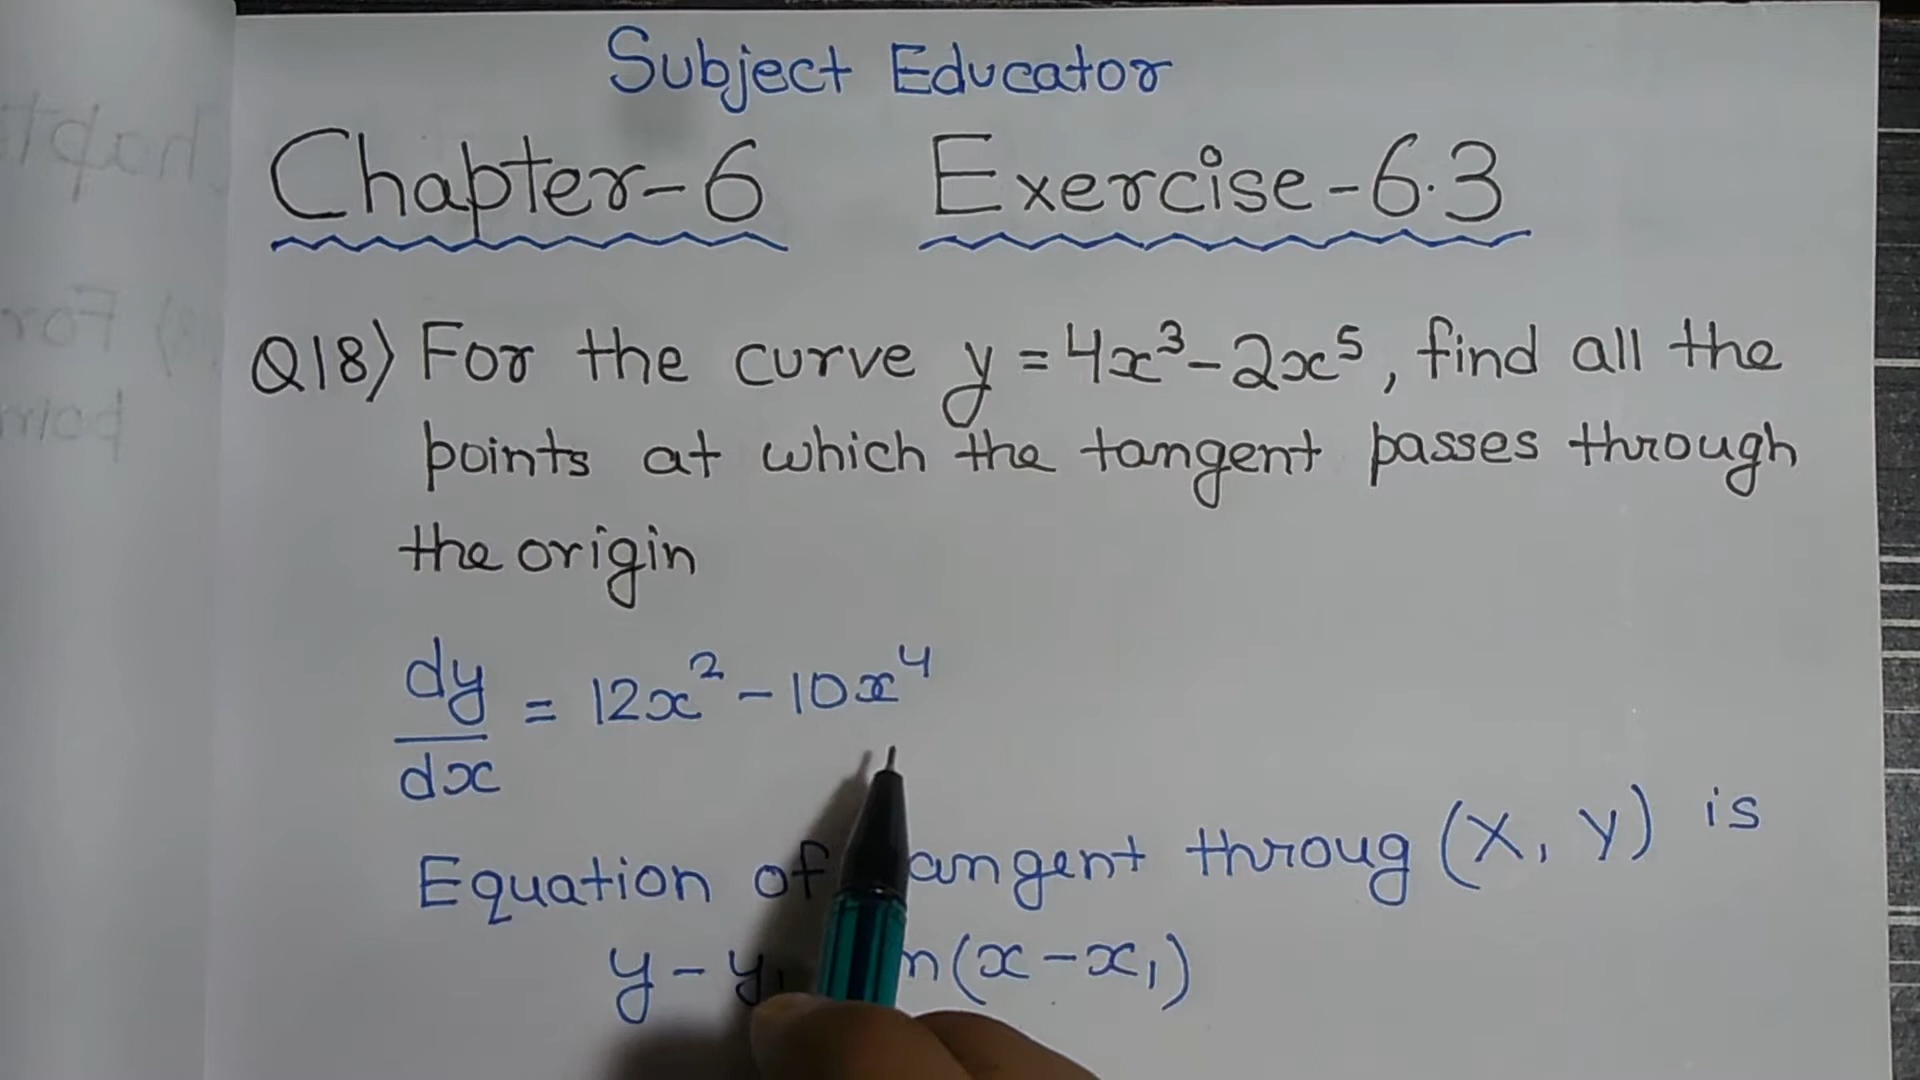 Subject Educator
Chapter-6 Exercise-6.3
Q18) For the curve y = 4x³ - 2x⁵, find all the
points at which the tangent passes through
the origin
dy/dx = 12x² - 10x⁴
Equation of angent throug (X, Y) is
y - y₁ (x - x₁)